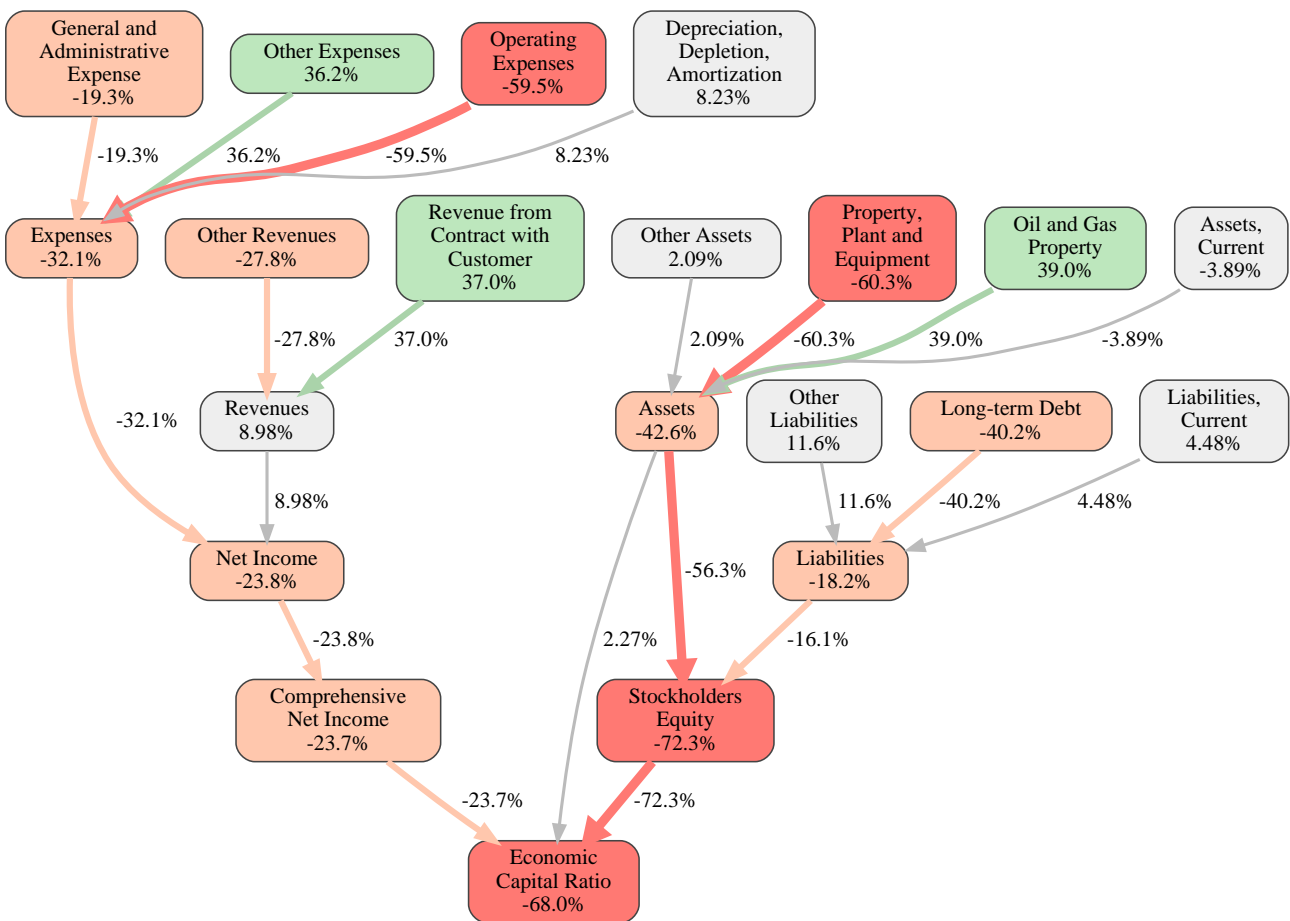 General and
Administrative
Expense
-19.3%
Other Expenses
36.2%
Operating
Expenses
-59.5%
Depreciation,
Depletion,
Amortization
8.23%
-19.3%
36.2%
-59.5%
8.23%
Expenses
-32.1%
Other Revenues
-27.8%
Revenue from
Contract with
Customer
37.0%
Other Assets
2.09%
Property,
Plant and
Equipment
-60.3%
Oil and Gas
Property
39.0%
Assets,
Current
-3.89%
-27.8%
37.0%
2.09%
-60.3%
39.0%
-3.89%
-32.1%
Revenues
8.98%
Assets
-42.6%
Other
Liabilities
11.6%
Long-term Debt
-40.2%
Liabilities,
Current
4.48%
8.98%
11.6%
-40.2%
4.48%
Net Income
-23.8%
-56.3%
Liabilities
-18.2%
-23.8%
2.27%
-16.1%
Comprehensive
Net Income
-23.7%
Stockholders
Equity
-72.3%
-23.7%
-72.3%
Economic
Capital Ratio
-68.0%